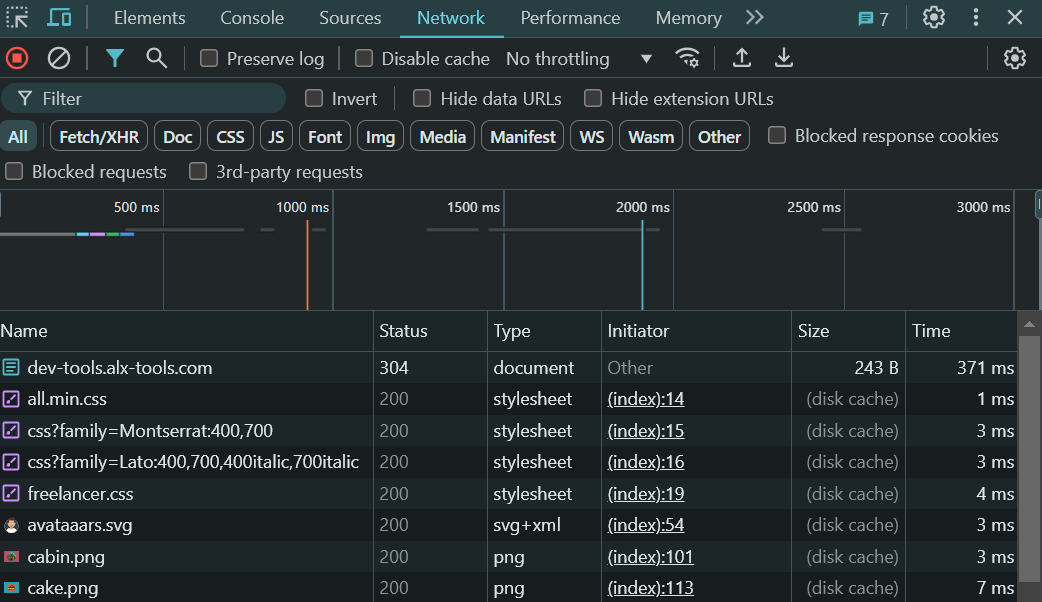 Elements Console Sources Network Performance Memory 7
Preserve log Disable cache No throttling
Filter Invert Hide data URLs Hide extension URLs
All Fetch/XHR Doc CSS JS Font Img Media Manifest WS Wasm Other Blocked response cookies
Blocked requests 3rd-party requests
500 ms 1000 ms 1500 ms 2000 ms 2500 ms 3000 ms
Name Status Type Initiator Size Time
dev-tools.alx-tools.com 304 document Other 243 B 371 ms
all.min.css 200 stylesheet (index):14 (disk cache) 1 ms
css?family=Montserrat:400,700 200 stylesheet (index):15 (disk cache) 3 ms
css?family=Lato:400,700,400italic,700italic 200 stylesheet (index):16 (disk cache) 3 ms
freelancer.css 200 stylesheet (index):19 (disk cache) 4 ms
avataaars.svg 200 svg+xml (index):54 (disk cache) 3 ms
cabin.png 200 png (index):101 (disk cache) 3 ms
cake.png 200 png (index):113 (disk cache) 7 ms